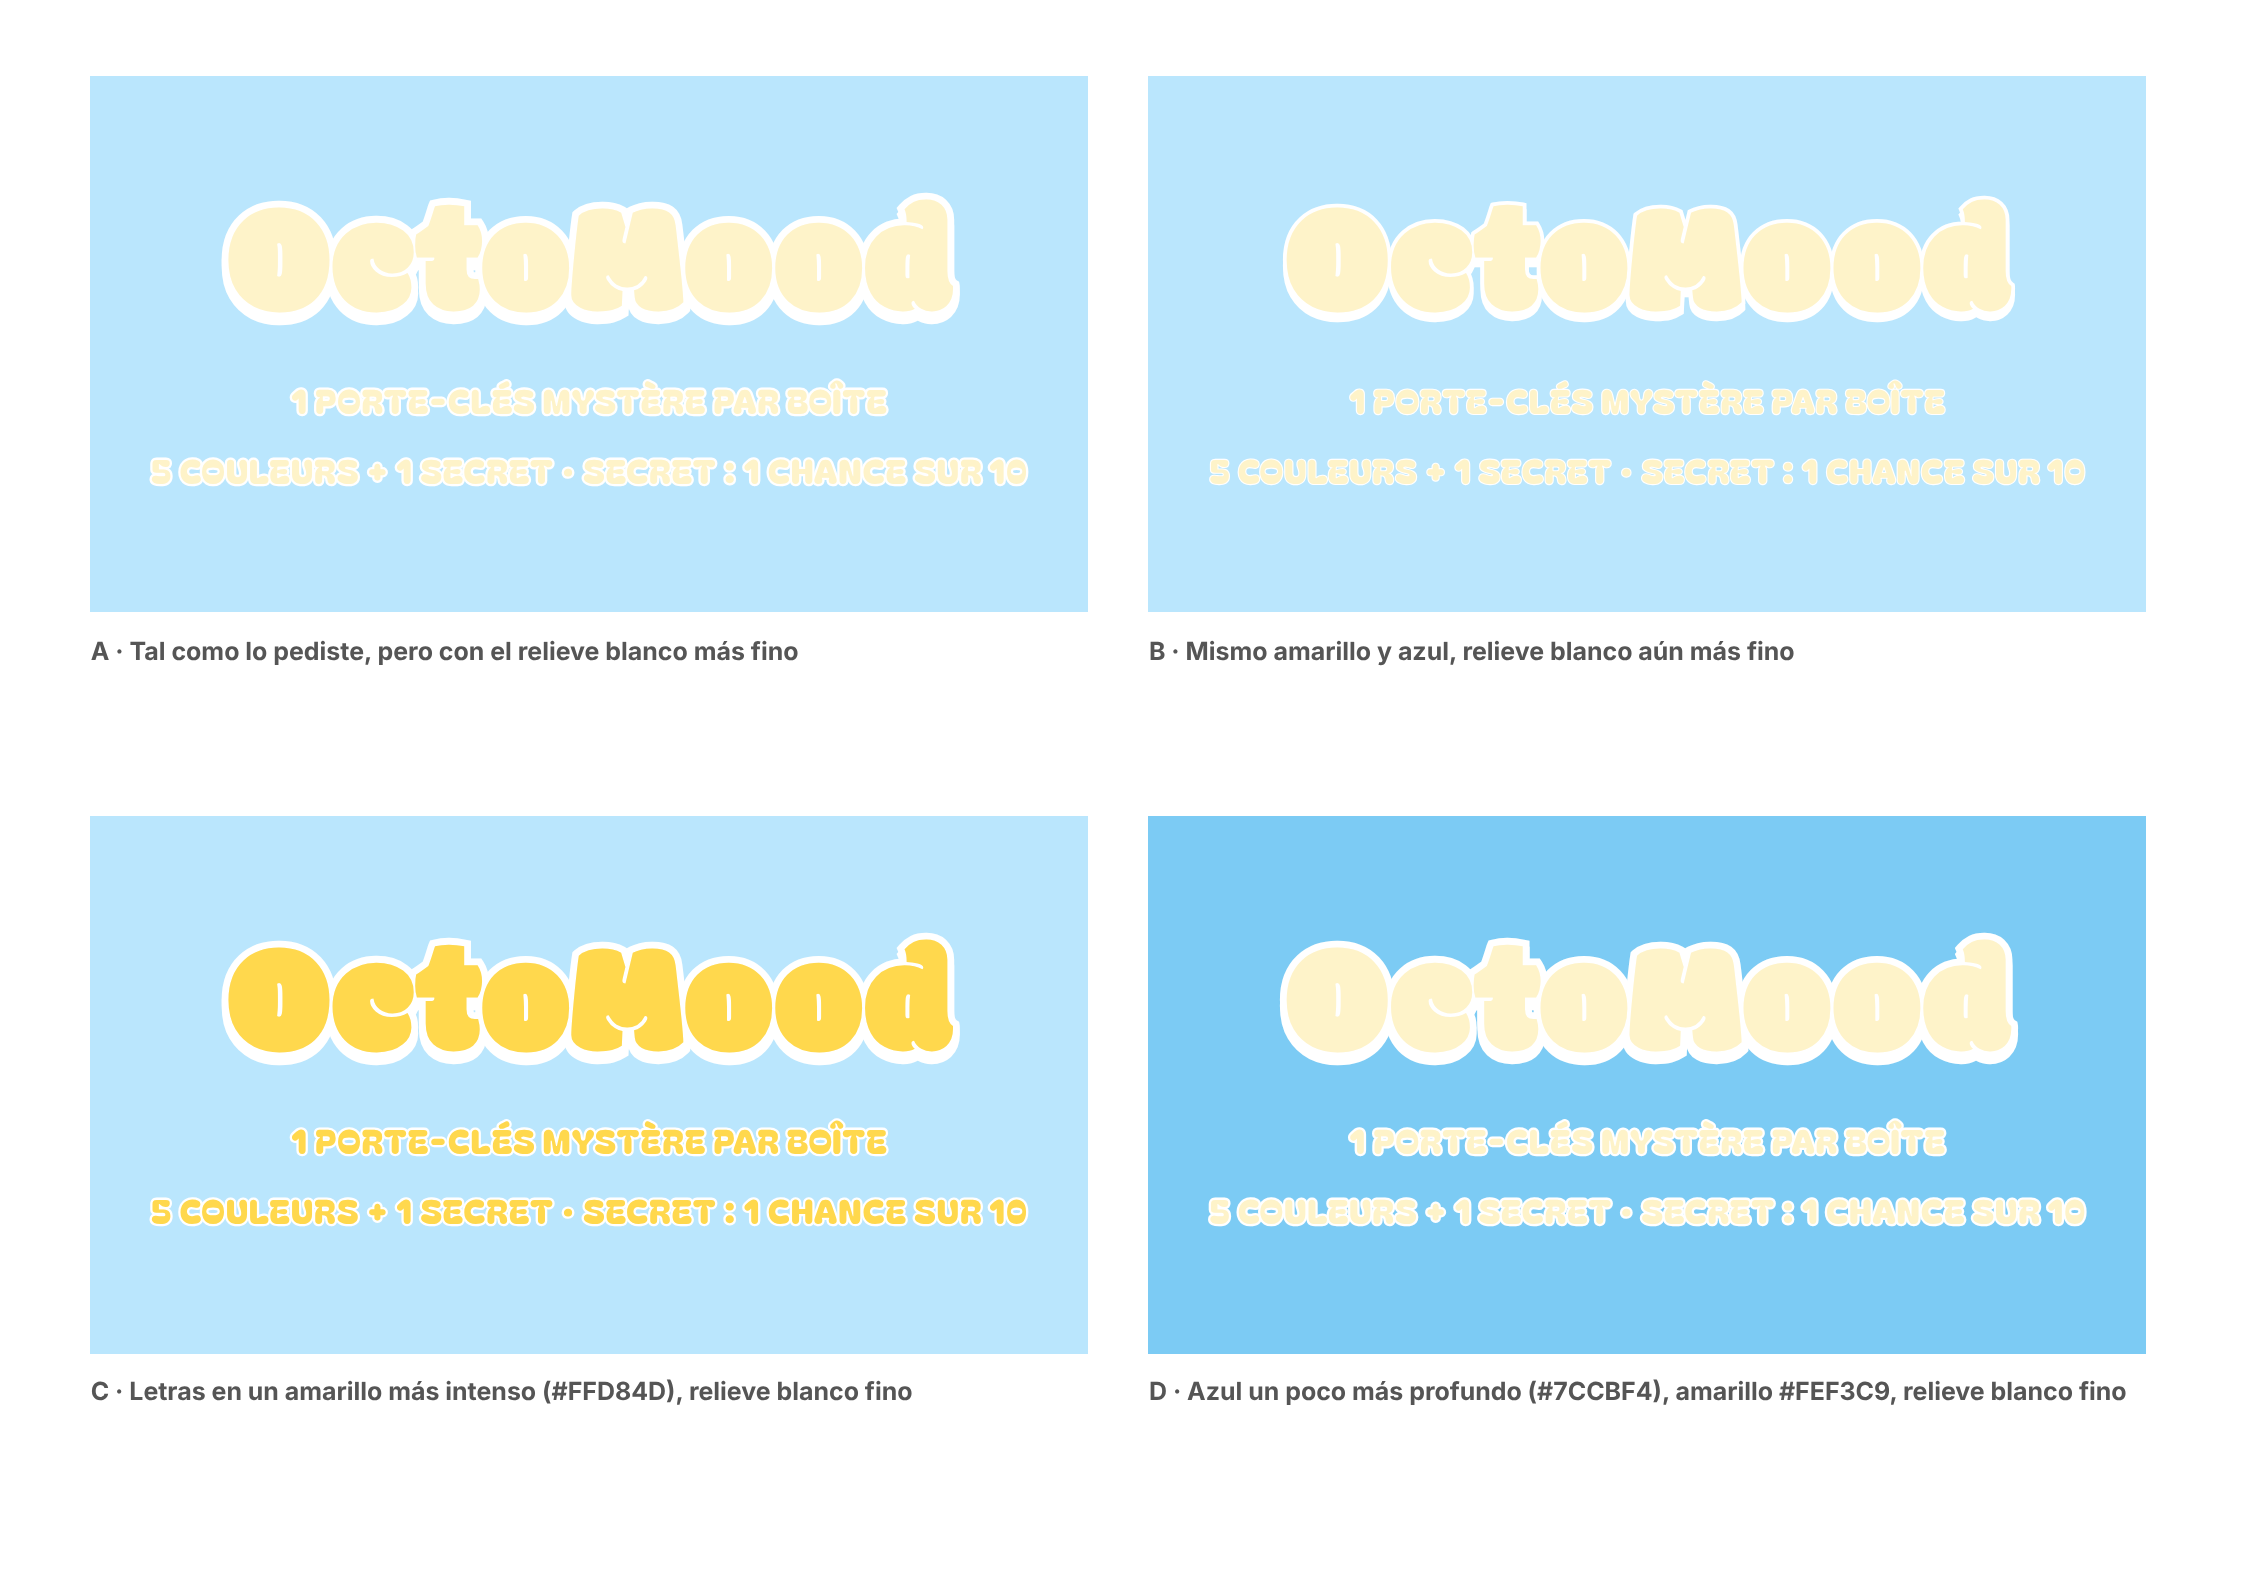 OctoMood
1 PORTE-CLÉS MYSTÈRE PAR BOÎTE
5 COULEURS + 1 SECRET • SECRET : 1 CHANCE SUR 10
A · Tal como lo pediste, pero con el relieve blanco más fino
OctoMood
1 PORTE-CLÉS MYSTÈRE PAR BOÎTE
5 COULEURS + 1 SECRET • SECRET : 1 CHANCE SUR 10
B · Mismo amarillo y azul, relieve blanco aún más fino
OctoMood
1 PORTE-CLÉS MYSTÈRE PAR BOÎTE
5 COULEURS + 1 SECRET • SECRET : 1 CHANCE SUR 10
C · Letras en un amarillo más intenso (#FFD84D), relieve blanco fino
OctoMood
1 PORTE-CLÉS MYSTÈRE PAR BOÎTE
5 COULEURS + 1 SECRET • SECRET : 1 CHANCE SUR 10
D · Azul un poco más profundo (#7CCBF4), amarillo #FEF3C9, relieve blanco fino